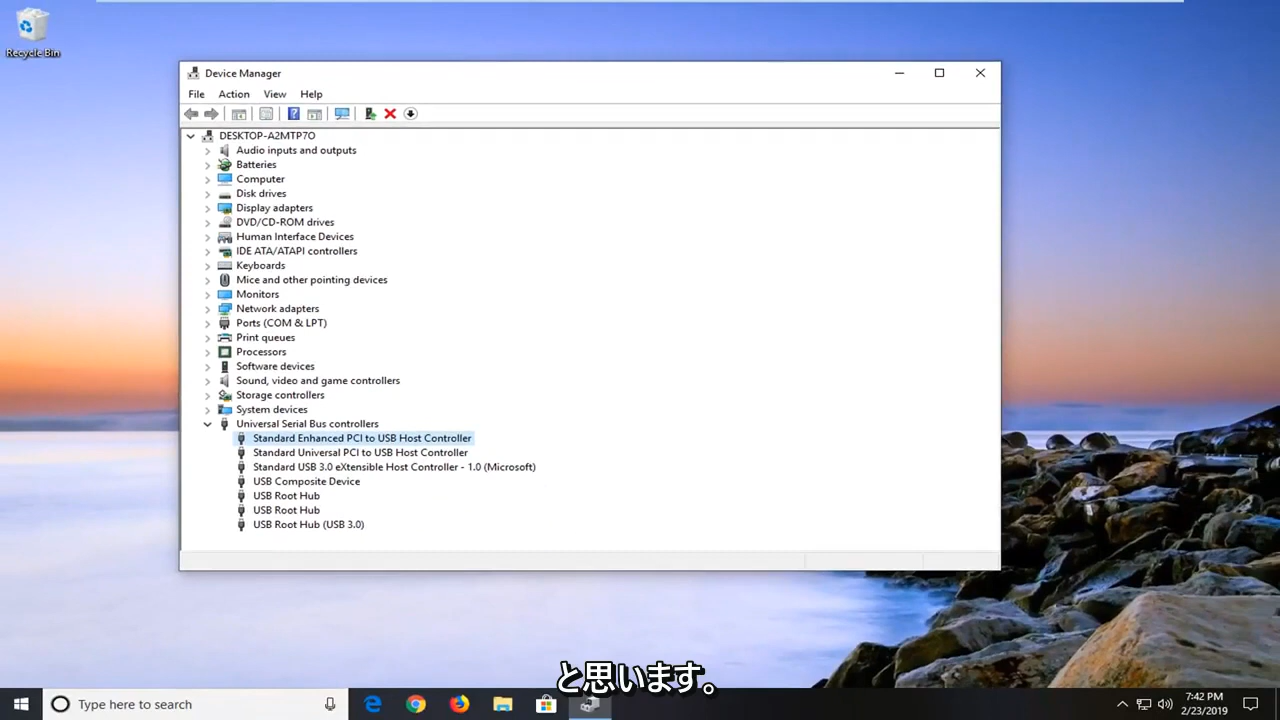 Recycle Bin
Device Manager
File Action View Help
DESKTOP-A2MTP7O
Audio inputs and outputs
Batteries
Computer
Disk drives
Display adapters
DVD/CD-ROM drives
Human Interface Devices
IDE ATA/ATAPI controllers
Keyboards
Mice and other pointing devices
Monitors
Network adapters
Ports (COM & LPT)
Print queues
Processors
Software devices
Sound, video and game controllers
Storage controllers
System devices
Universal Serial Bus controllers
Standard Enhanced PCI to USB Host Controller
Standard Universal PCI to USB Host Controller
Standard USB 3.0 eXtensible Host Controller - 1.0 (Microsoft)
USB Composite Device
USB Root Hub
USB Root Hub
USB Root Hub (USB 3.0)
と思います。
Type here to search
7:42 PM
2/23/2019